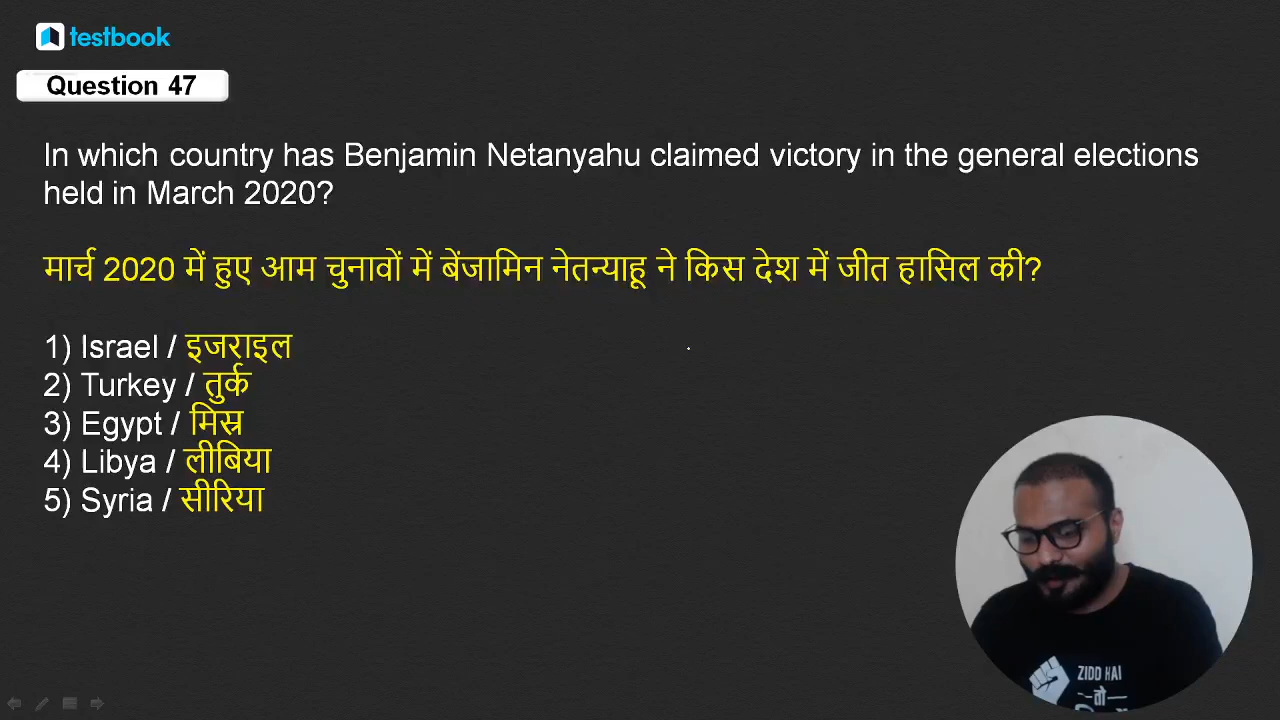 testbook
Question 47
In which country has Benjamin Netanyahu claimed victory in the general elections
held in March 2020?
मार्च 2020 में हुए आम चुनावों में बेंजामिन नेतन्याहू ने किस देश में जीत हासिल की?
1) Israel / इजराइल
2) Turkey / तुर्क
3) Egypt / मिस्र
4) Libya / लीबिया
5) Syria / सीरिया
ZIDD HAI
तो